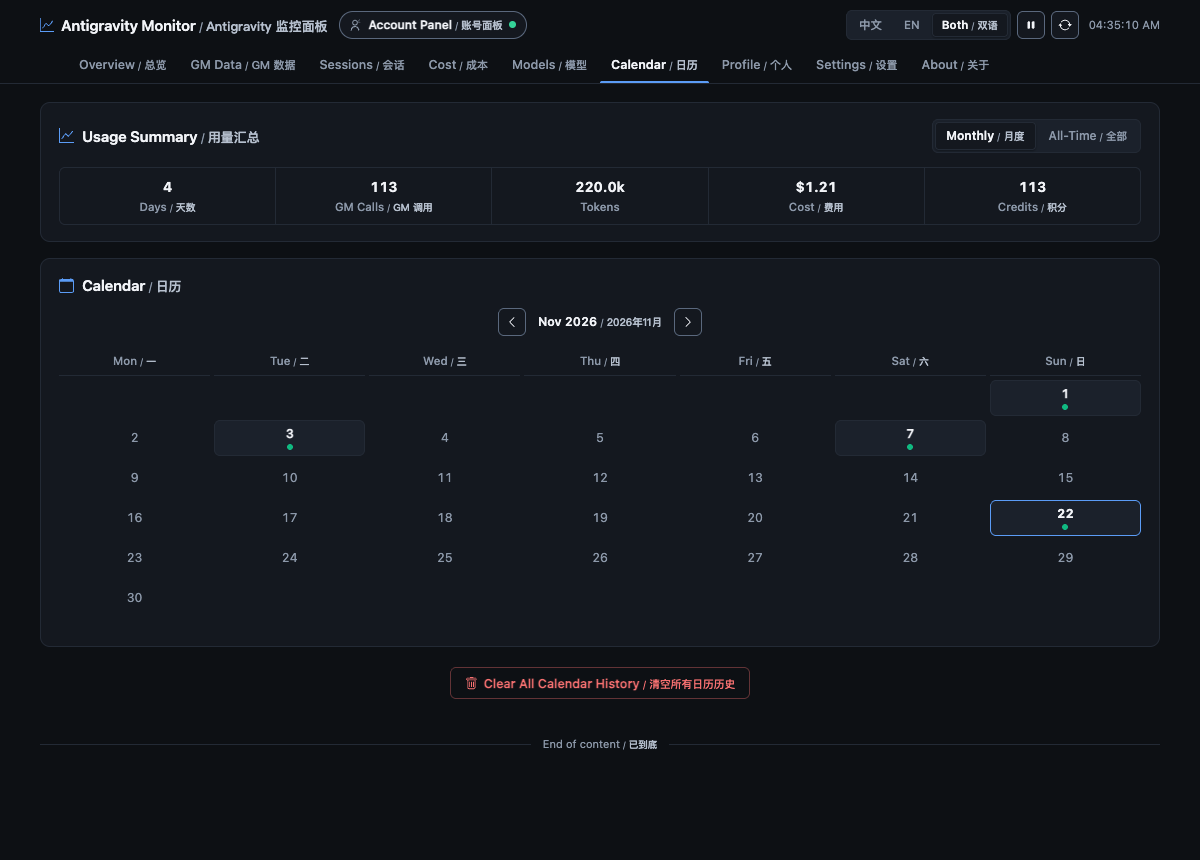 Antigravity Monitor / Antigravity 监控面板
Account Panel / 账号面板
中文 EN Both / 双语
04:35:10 AM
Overview / 总览 GM Data / GM 数据 Sessions / 会话 Cost / 成本 Models / 模型 Calendar / 日历 Profile / 个人 Settings / 设置 About / 关于
Usage Summary / 用量汇总
Monthly / 月度 All-Time / 全部
4 113 220.0k $1.21 113
Days / 天数 GM Calls / GM 调用 Tokens Cost / 费用 Credits / 积分
Calendar / 日历
Nov 2026 / 2026年11月
Mon / 一 Tue / 二 Wed / 三 Thu / 四 Fri / 五 Sat / 六 Sun / 日
1
2 3 4 5 6 7 8
9 10 11 12 13 14 15
16 17 18 19 20 21 22
23 24 25 26 27 28 29
30
Clear All Calendar History / 清空所有日历历史
End of content / 已到底